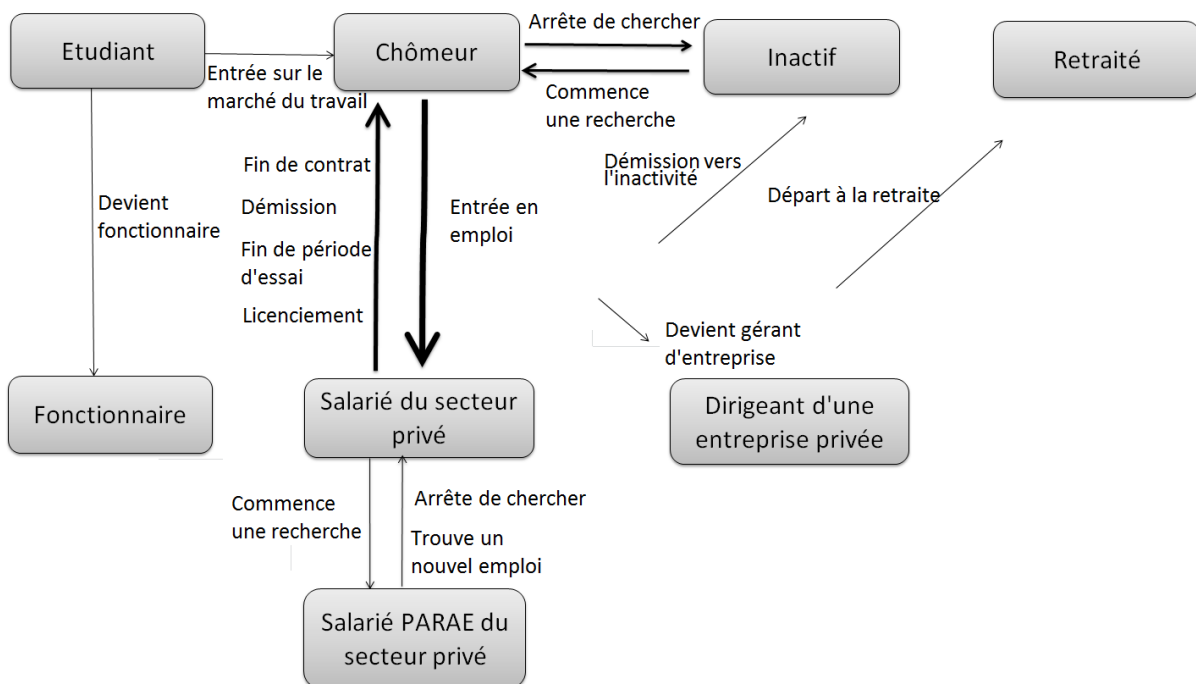 Etudiant
Chômeur
Arrête de chercher
Inactif
Retraité
Entrée sur le
marché du travail
Commence
une recherche
Fin de contrat
Démission
Fin de période
d'essai
Licenciement
Entrée en
emploi
Démission vers
l'inactivité
Départ à la retraite
Devient
fonctionnaire
Devient gérant
d'entreprise
Fonctionnaire
Salarié du secteur
privé
Dirigeant d'une
entreprise privée
Commence
une recherche
Arrête de chercher
Trouve un
nouvel emploi
Salarié PARAE du
secteur privé